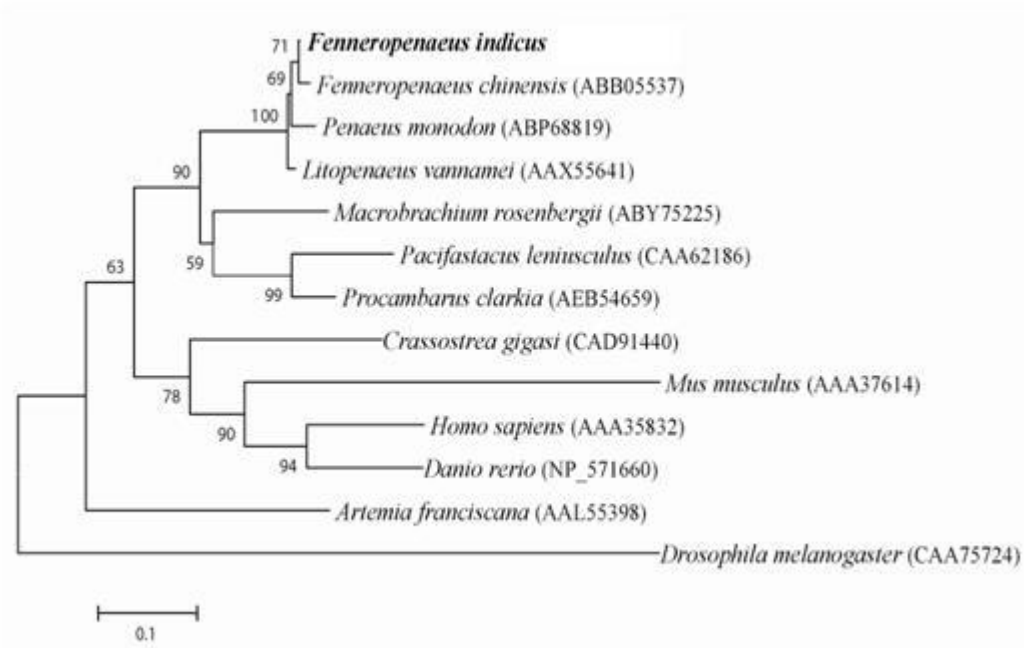 71 Fenneropenaeus indicus
69 Fenneropenaeus chinensis (ABB05537)
100 Penaeus monodon (ABP68819)
Litopenaeus vannamei (AAX55641)
90
Macrobrachium rosenbergii (ABY75225)
59 Pacifastacus leniusculus (CAA62186)
63
99 Procambarus clarkia (AEB54659)
Crassostrea gigasi (CAD91440)
78 Mus musculus (AAA37614)
90 Homo sapiens (AAA35832)
94 Danio rerio (NP_571660)
Artemia franciscana (AAL55398)
Drosophila melanogaster (CAA75724)
0.1